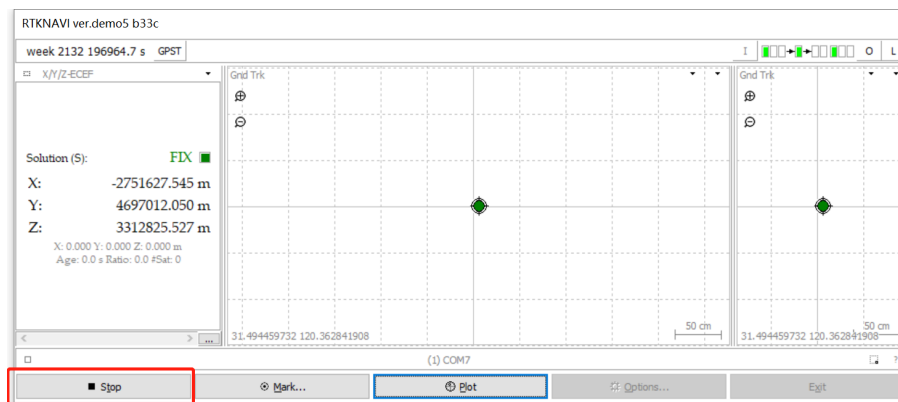 RTKNAVI ver.demo5 b33c
week 2132 196964.7 s GPST
I O L
X/Y/Z-ECEF
Gnd Trk
Gnd Trk
Solution (S): FIX
X: -2751627.545 m
Y: 4697012.050 m
Z: 3312825.527 m
X: 0.000 Y: 0.000 Z: 0.000 m
Age: 0.0 s Ratio: 0.0 #Sat: 0
...
31.494459732 120.362841908
50 cm
31.494459732 120.362841908
50 cm
(1) COM7
?
Stop
Mark...
Plot
Options...
Exit